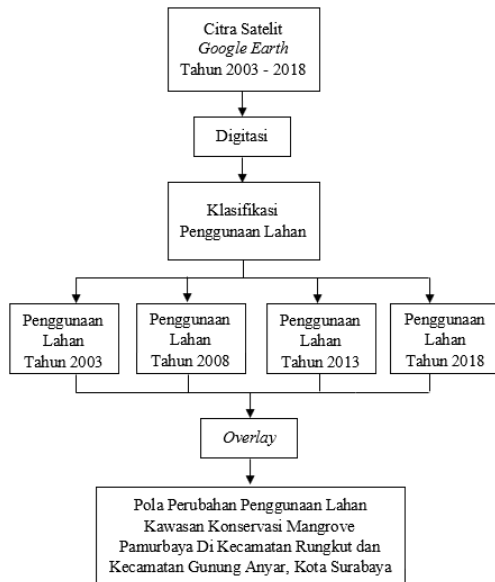 Citra Satelit
Google Earth
Tahun 2003 - 2018
Digitasi
Klasifikasi
Penggunaan Lahan
Penggunaan
Lahan
Tahun 2003
Penggunaan
Lahan
Tahun 2008
Penggunaan
Lahan
Tahun 2013
Penggunaan
Lahan
Tahun 2018
Overlay
Pola Perubahan Penggunaan Lahan
Kawasan Konservasi Mangrove
Pamurbaya Di Kecamatan Rungkut dan
Kecamatan Gunung Anyar, Kota Surabaya